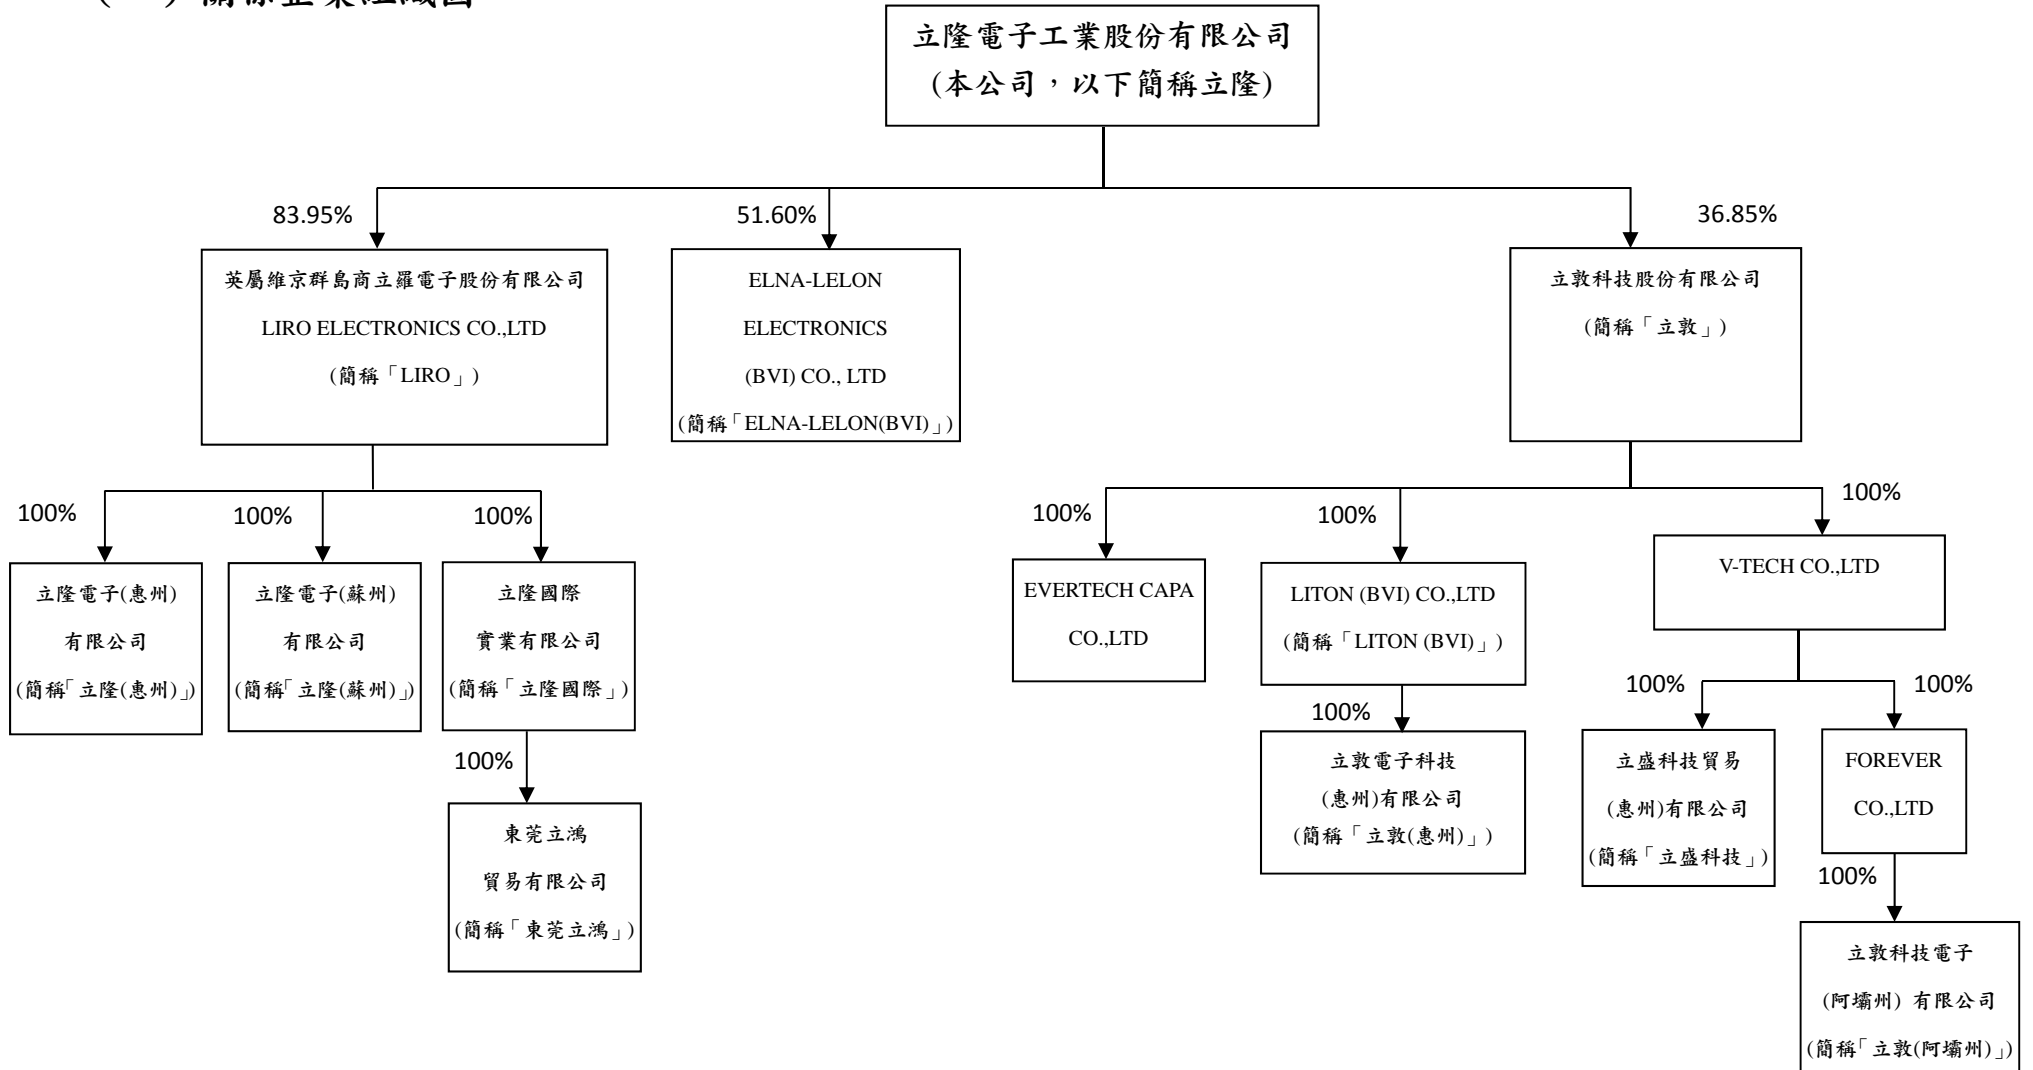 關係企業組織圖
立隆電子工業股份有限公司
(本公司，以下簡稱立隆)
83.95%
51.60%
36.85%
英屬維京群島商立羅電子股份有限公司
LIRO ELECTRONICS CO.,LTD
(簡稱「LIRO」)
ELNA-LELON
ELECTRONICS
(BVI) CO., LTD
(簡稱「ELNA-LELON(BVI)」)
立敦科技股份有限公司
(簡稱「立敦」)
100%
100%
100%
100%
100%
100%
立隆電子(惠州)
有限公司
(簡稱「立隆(惠州)」)
立隆電子(蘇州)
有限公司
(簡稱「立隆(蘇州)」)
立隆國際
實業有限公司
(簡稱「立隆國際」)
EVERTECH CAPA
CO.,LTD
LITON (BVI) CO.,LTD
(簡稱「LITON (BVI)」)
V-TECH CO.,LTD
100%
100%
100%
100%
東莞立鴻
貿易有限公司
(簡稱「東莞立鴻」)
立敦電子科技
(惠州)有限公司
(簡稱「立敦(惠州)」)
立盛科技貿易
(惠州)有限公司
(簡稱「立盛科技」)
FOREVER
CO.,LTD
100%
立敦科技電子
(阿壩州) 有限公司
(簡稱「立敦(阿壩州)」)